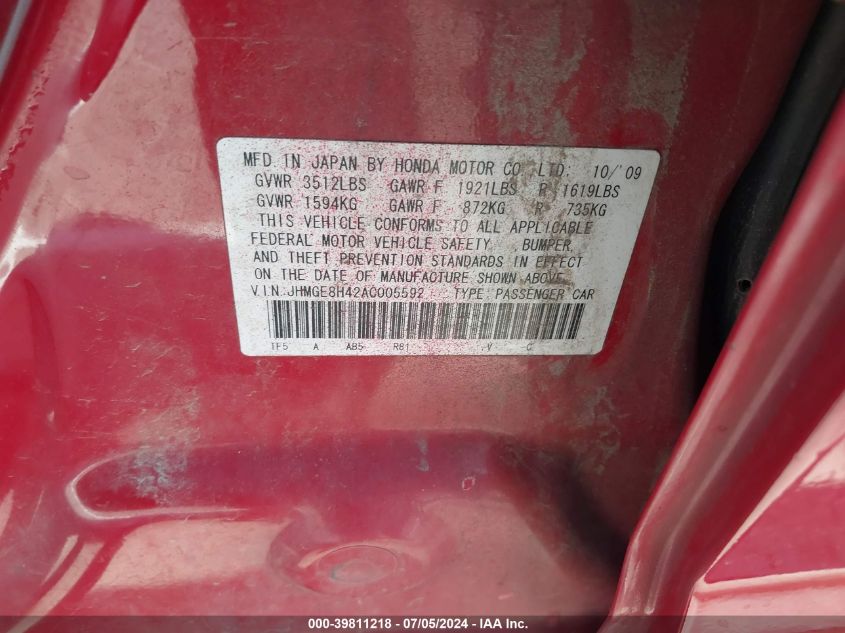 MFD IN JAPAN BY HONDA MOTOR CO LTD: 10/'09
GVWR 3512LBS GAWR F 1921LBS R 1619LBS
GVWR 1594KG GAWR F 872KG R 735KG
THIS VEHICLE CONFORMS TO ALL APPLICABLE
FEDERAL MOTOR VEHICLE SAFETY, BUMPER,
AND THEFT PREVENTION STANDARDS IN EFFECT
ON THE DATE OF MANUFACTURE SHOWN ABOVE.
V.I.N:JHMGE8H42AC005592 TYPE: PASSENGER CAR
TF5 A AB5 R81 V C
000-39811218 - 07/05/2024 - IAA Inc.